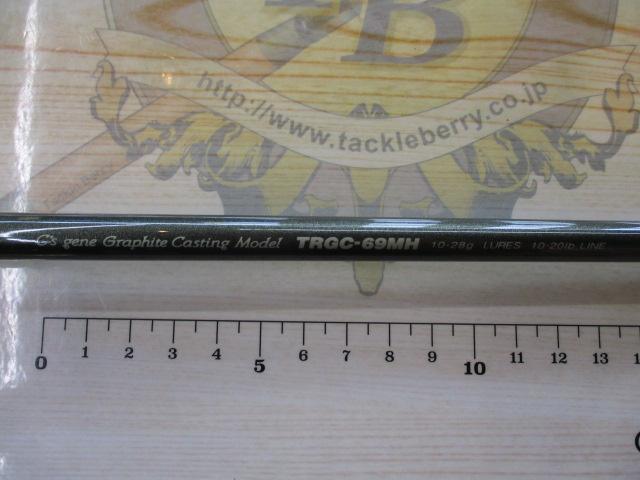 B
http://www.tackleberry.co.jp
C's gene Graphite Casting Model TRGC-69MH 10-28g LURES 10-20lb.LINE
0 1 2 3 4 5 6 7 8 9 10 11 12 13